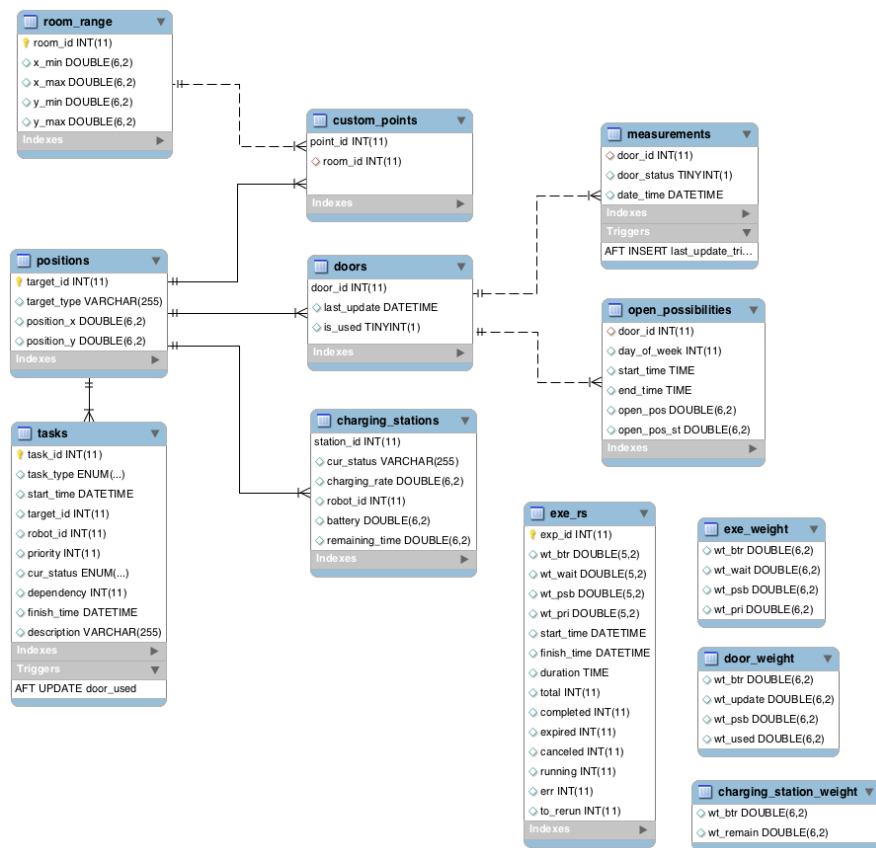 room_range
room_id INT(11)
x_min DOUBLE(6,2)
x_max DOUBLE(6,2)
y_min DOUBLE(6,2)
y_max DOUBLE(6,2)
Indexes
custom_points
point_id INT(11)
room_id INT(11)
Indexes
measurements
door_id INT(11)
door_status TINYINT(1)
date_time DATETIME
Indexes
Triggers
AFT INSERT last_update_tri...
positions
target_id INT(11)
target_type VARCHAR(255)
position_x DOUBLE(6,2)
position_y DOUBLE(6,2)
Indexes
doors
door_id INT(11)
last_update DATETIME
is_used TINYINT(1)
Indexes
open_possibilities
door_id INT(11)
day_of_week INT(11)
start_time TIME
end_time TIME
open_pos DOUBLE(6,2)
open_pos_st DOUBLE(6,2)
Indexes
tasks
task_id INT(11)
task_type ENUM(...)
start_time DATETIME
target_id INT(11)
robot_id INT(11)
priority INT(11)
cur_status ENUM(...)
dependency INT(11)
finish_time DATETIME
description VARCHAR(255)
Indexes
Triggers
AFT UPDATE door_used
charging_stations
station_id INT(11)
cur_status VARCHAR(255)
charging_rate DOUBLE(6,2)
robot_id INT(11)
battery DOUBLE(6,2)
remaining_time DOUBLE(6,2)
Indexes
exe_rs
exp_id INT(11)
wt_btr DOUBLE(5,2)
wt_wait DOUBLE(5,2)
wt_psb DOUBLE(5,2)
wt_pri DOUBLE(5,2)
start_time DATETIME
finish_time DATETIME
duration TIME
total INT(11)
completed INT(11)
expired INT(11)
canceled INT(11)
running INT(11)
err INT(11)
to_rerun INT(11)
Indexes
exe_weight
wt_btr DOUBLE(6,2)
wt_wait DOUBLE(6,2)
wt_psb DOUBLE(6,2)
wt_pri DOUBLE(6,2)
door_weight
wt_btr DOUBLE(6,2)
wt_update DOUBLE(6,2)
wt_psb DOUBLE(6,2)
wt_used DOUBLE(6,2)
charging_station_weight
wt_btr DOUBLE(6,2)
wt_remain DOUBLE(6,2)